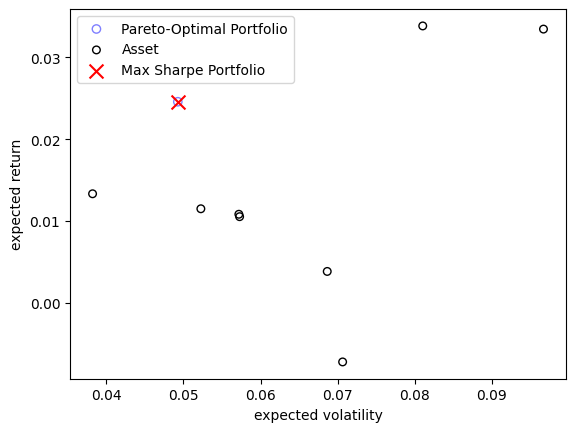 Pareto-Optimal Portfolio
Asset
Max Sharpe Portfolio
expected return
0.03
0.02
0.01
0.00
0.04 0.05 0.06 0.07 0.08 0.09
expected volatility